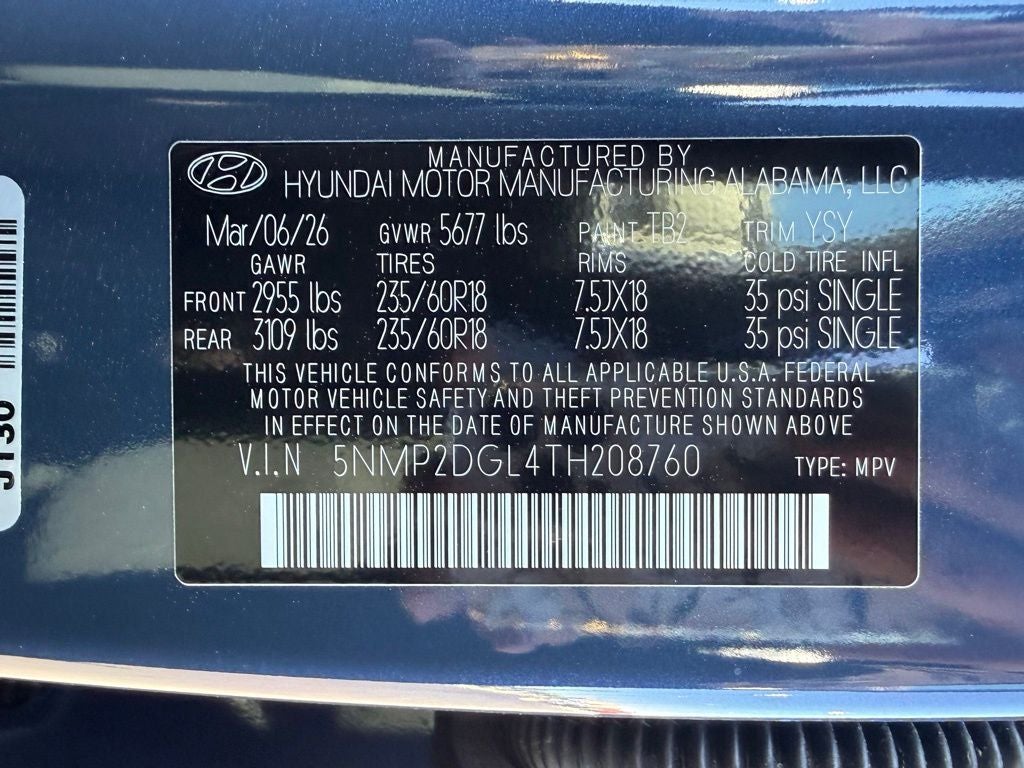 MANUFACTURED BY
HYUNDAI MOTOR MANUFACTURING ALABAMA, LLC
Mar/06/26 GVWR 5677 lbs PAINT TB2 TRIM YSY
GAWR TIRES RIMS COLD TIRE INFL
FRONT 2955 lbs 235/60R18 7.5JX18 35 psi SINGLE
REAR 3109 lbs 235/60R18 7.5JX18 35 psi SINGLE
THIS VEHICLE CONFORMS TO ALL APPLICABLE U.S.A. FEDERAL
MOTOR VEHICLE SAFETY AND THEFT PREVENTION STANDARDS
IN EFFECT ON THE DATE OF MANUFACTURE SHOWN ABOVE
V.I.N 5NMP2DGL4TH208760 TYPE: MPV